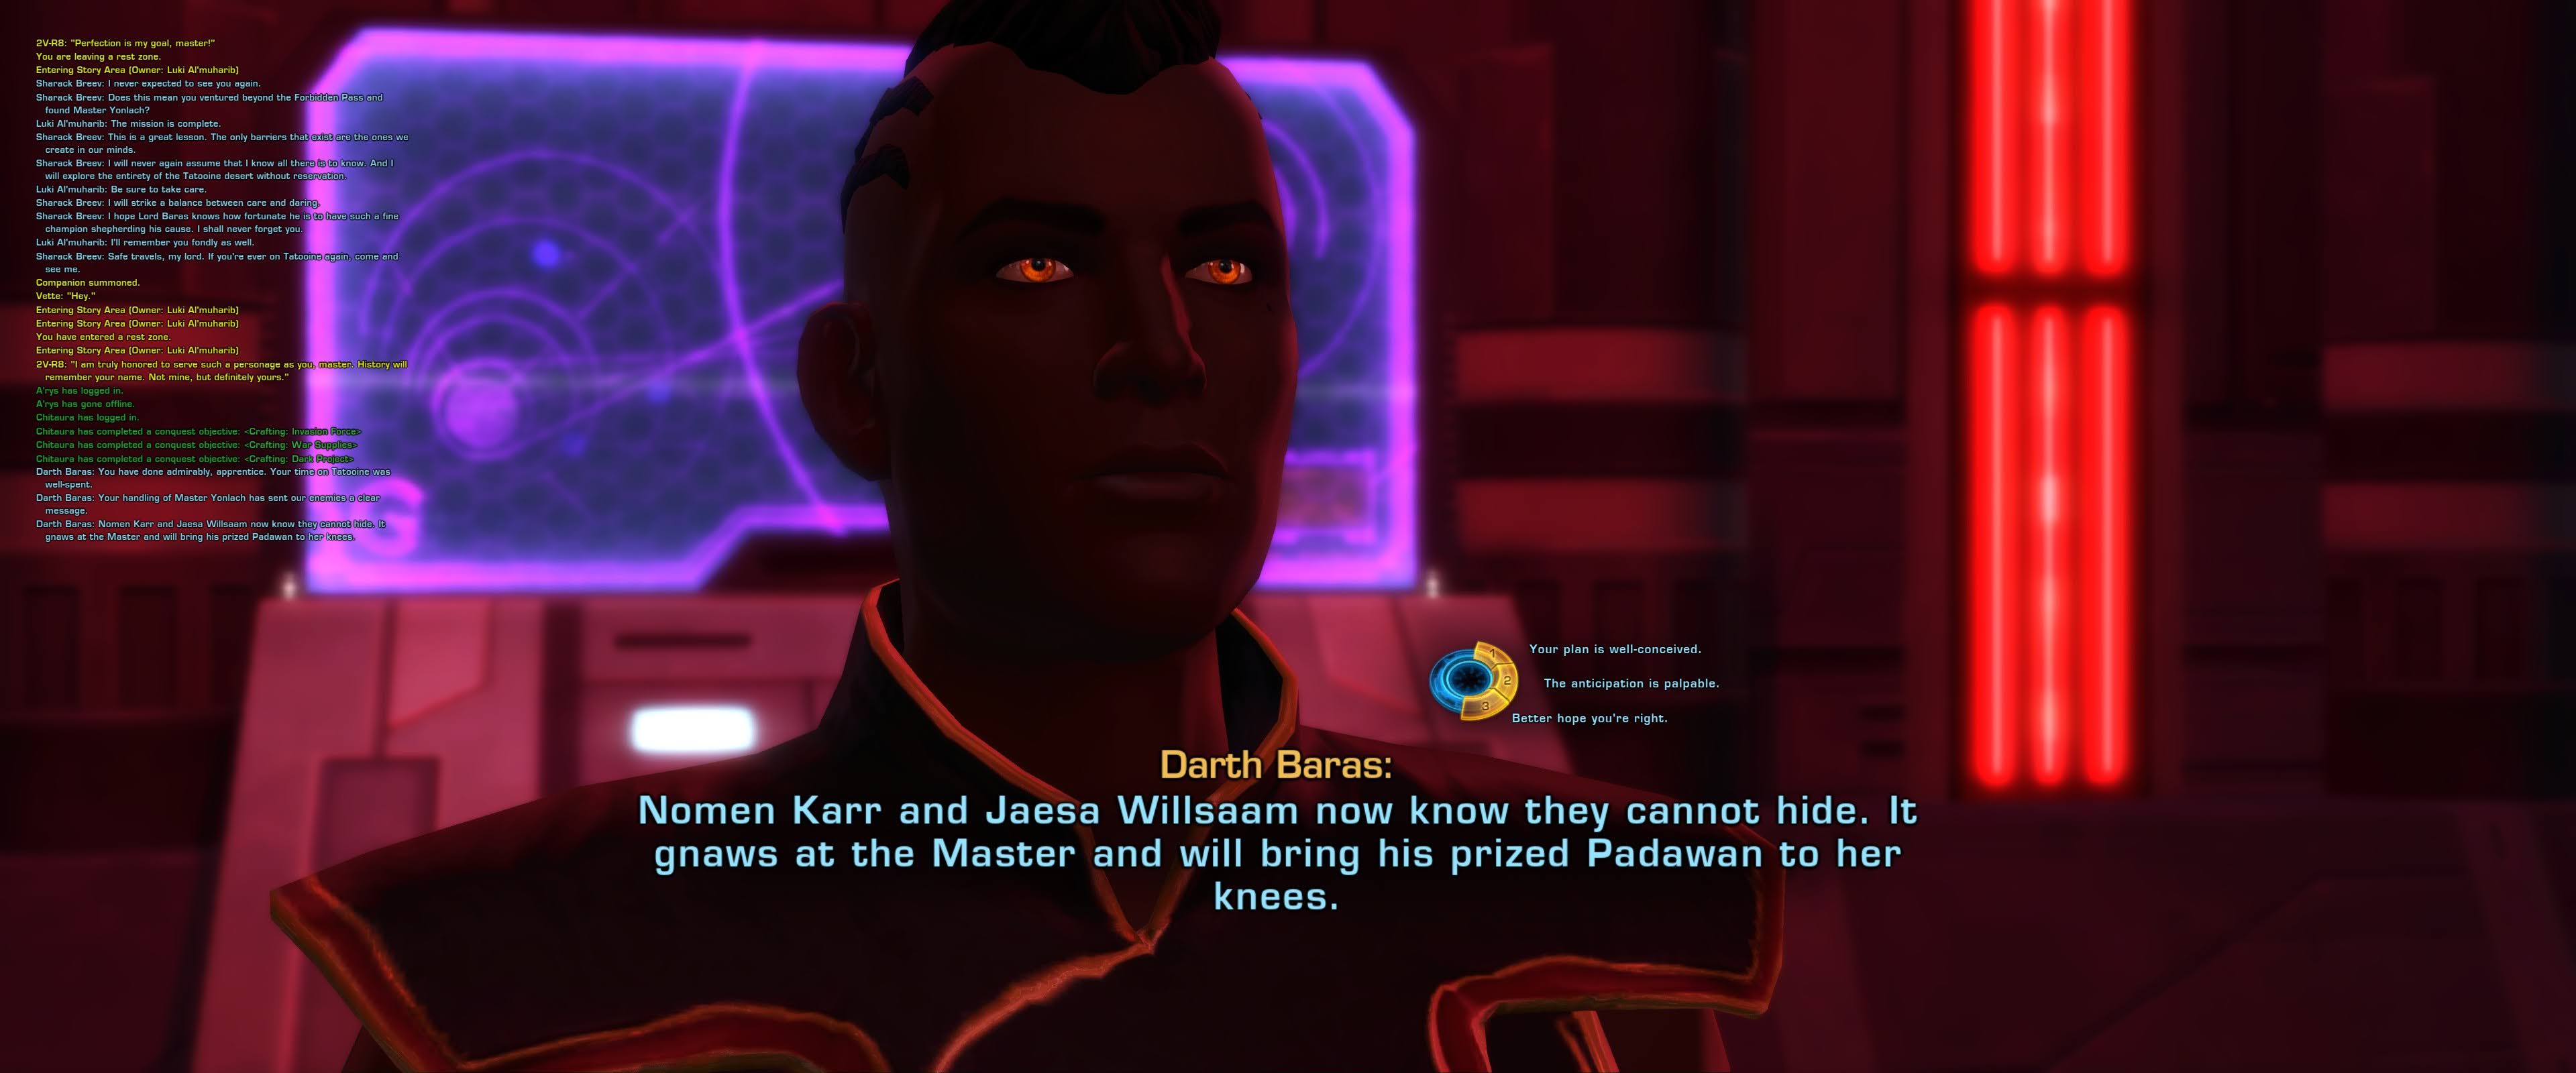 2V-R8: "Perfection is my goal, master!"
You are leaving a rest zone.
Entering Story Area (Owner: Luki Al'muharib)
Sharack Breev: I never expected to see you again.
Sharack Breev: Does this mean you ventured beyond the Forbidden Pass and
found Master Yonlach?
Luki Al'muharib: The mission is complete.
Sharack Breev: This is a great lesson. The only barriers that exist are the ones we
create in our minds.
Sharack Breev: I will never again assume that I know all there is to know. And I
will explore the entirety of the Tatooine desert without reservation.
Luki Al'muharib: Be sure to take care.
Sharack Breev: I will strike a balance between care and daring.
Sharack Breev: I hope Lord Baras knows how fortunate he is to have such a fine
champion shepherding his cause. I shall never forget you.
Luki Al'muharib: I'll remember you fondly as well.
Sharack Breev: Safe travels, my lord. If you're ever on Tatooine again, come and
see me.
Companion summoned.
Vette: "Hey."
Entering Story Area (Owner: Luki Al'muharib)
Entering Story Area (Owner: Luki Al'muharib)
You have entered a rest zone.
Entering Story Area (Owner: Luki Al'muharib)
2V-R8: "I am truly honored to serve such a personage as you, master. History will
remember your name. Not mine, but definitely yours."
A'rys has logged in.
A'rys has gone offline.
Chitaura has logged in.
Chitaura has completed a conquest objective: <Crafting: Invasion Force>
Chitaura has completed a conquest objective: <Crafting: War Supplies>
Chitaura has completed a conquest objective: <Crafting: Dark Project>
Darth Baras: You have done admirably, apprentice. Your time on Tatooine was
well-spent.
Darth Baras: Your handling of Master Yonlach has sent our enemies a clear
message.
Darth Baras: Nomen Karr and Jaesa Willsaam now know they cannot hide. It
gnaws at the Master and will bring his prized Padawan to her knees.
1 Your plan is well-conceived.
2 The anticipation is palpable.
3 Better hope you're right.
Darth Baras:
Nomen Karr and Jaesa Willsaam now know they cannot hide. It
gnaws at the Master and will bring his prized Padawan to her
knees.